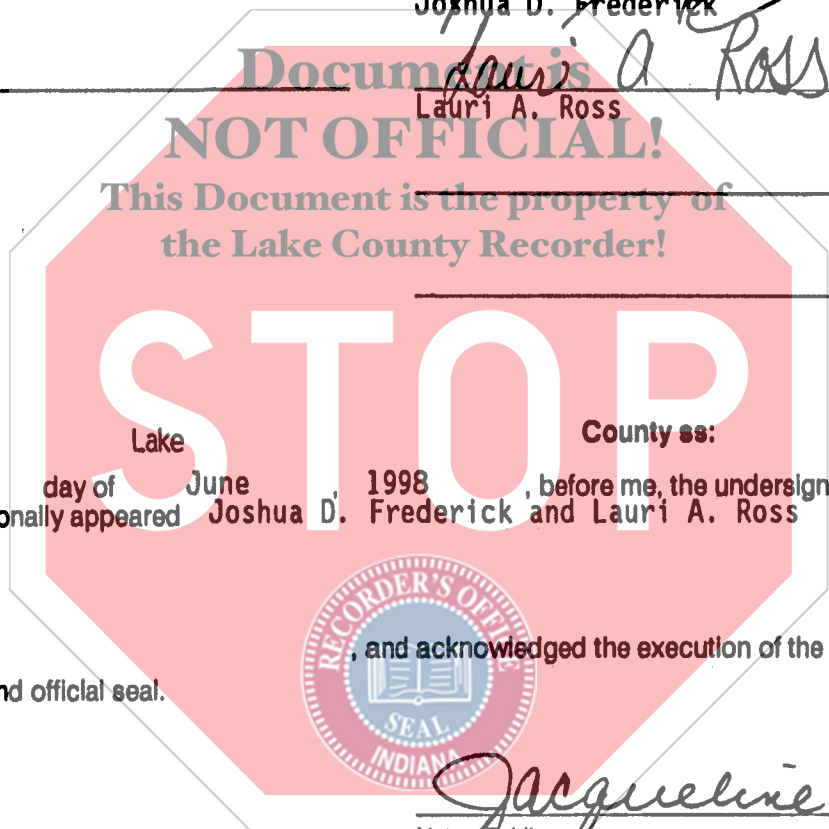 Joshua D. Frederick
Lauri A Ross
Document is
Lauri A. Ross
NOT OFFICIAL!
This Document is the property of
the Lake County Recorder!
STOP
Lake County ss:
day of June , 1998 , before me, the undersign
onally appeared Joshua D. Frederick and Lauri A. Ross
RECORDER'S OFFICE
, and acknowledged the execution of the
nd official seal.
SEAL
INDIANA
Jacqueline